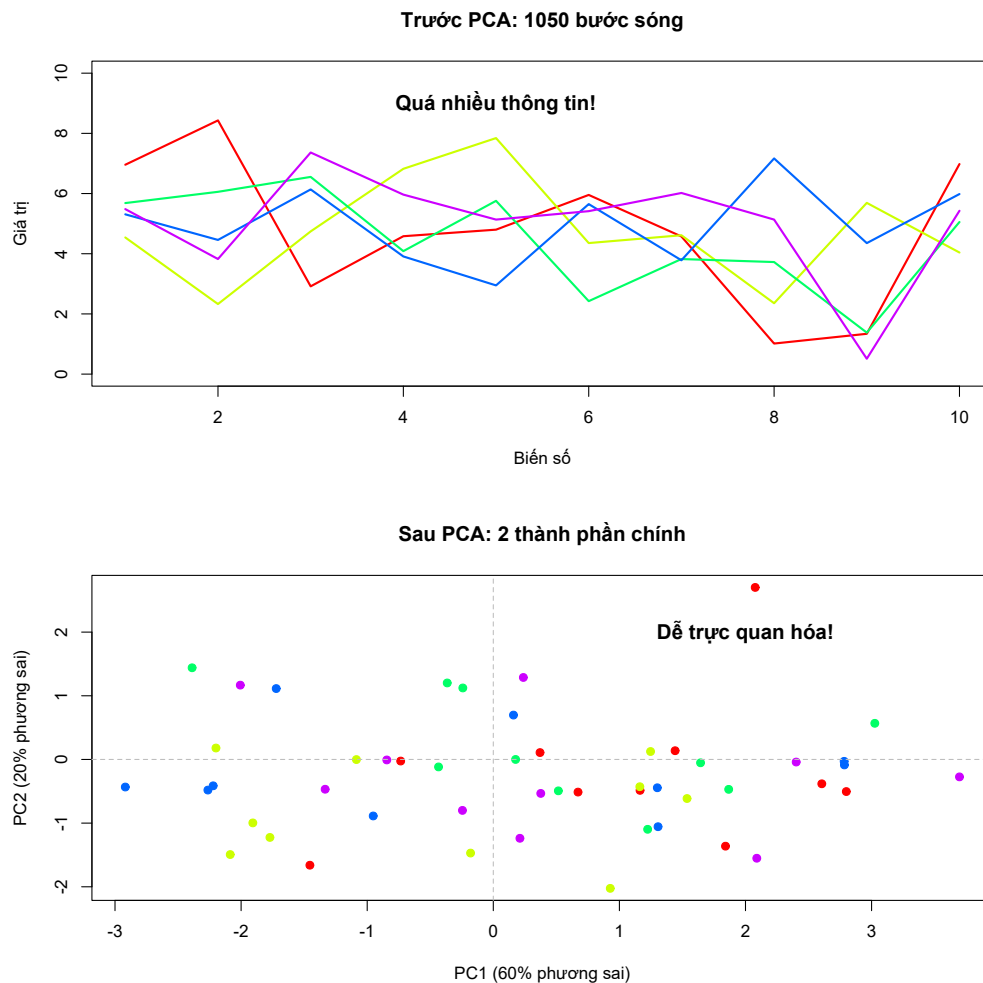 Trước PCA: 1050 bước sóng
Quá nhiều thông tin!
Giá trị
0
2
4
6
8
10
2
4
6
8
10
Biến số
Sau PCA: 2 thành phần chính
Dễ trực quan hóa!
PC2 (20% phương sai)
-2
-1
0
1
2
-3
-2
-1
0
1
2
3
PC1 (60% phương sai)